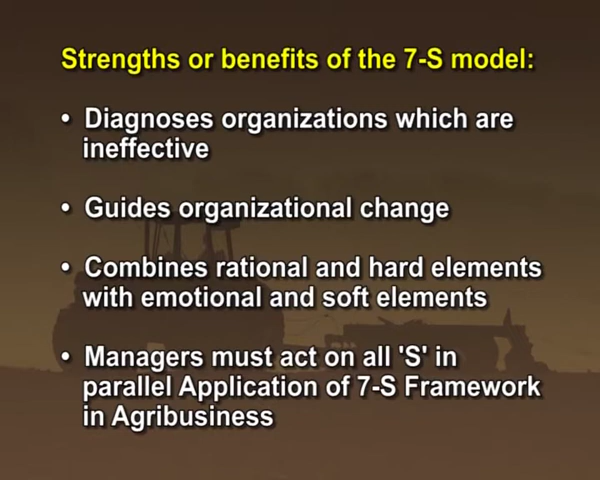 Strengths or benefits of the 7-S model:
• Diagnoses organizations which are
ineffective
• Guides organizational change
• Combines rational and hard elements
with emotional and soft elements
• Managers must act on all 'S' in
parallel Application of 7-S Framework
in Agribusiness